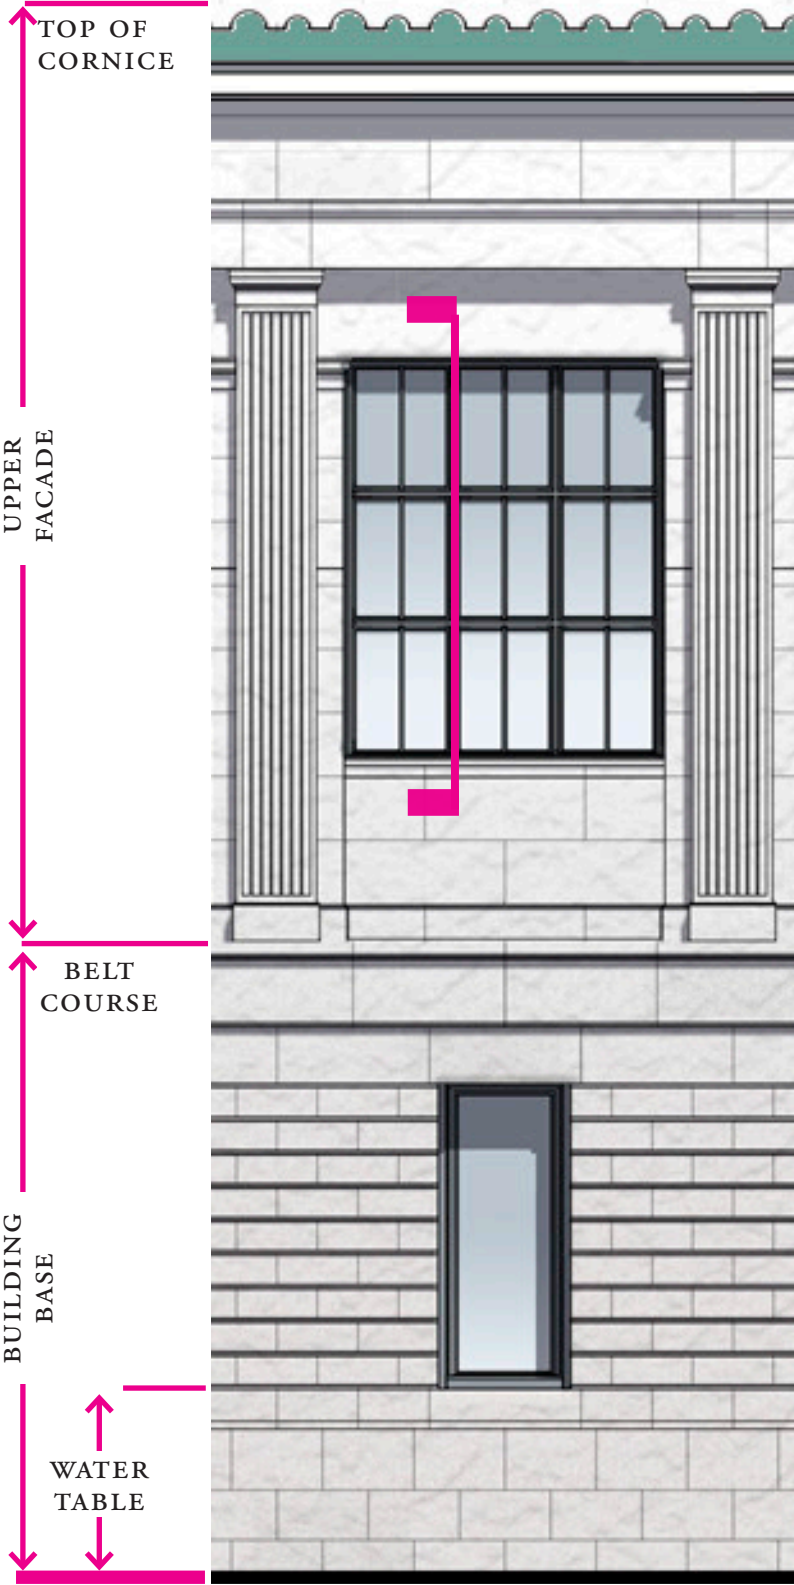 TOP OF
CORNICE
UPPER
FACADE
BELT
COURSE
BUILDING
BASE
WATER
TABLE